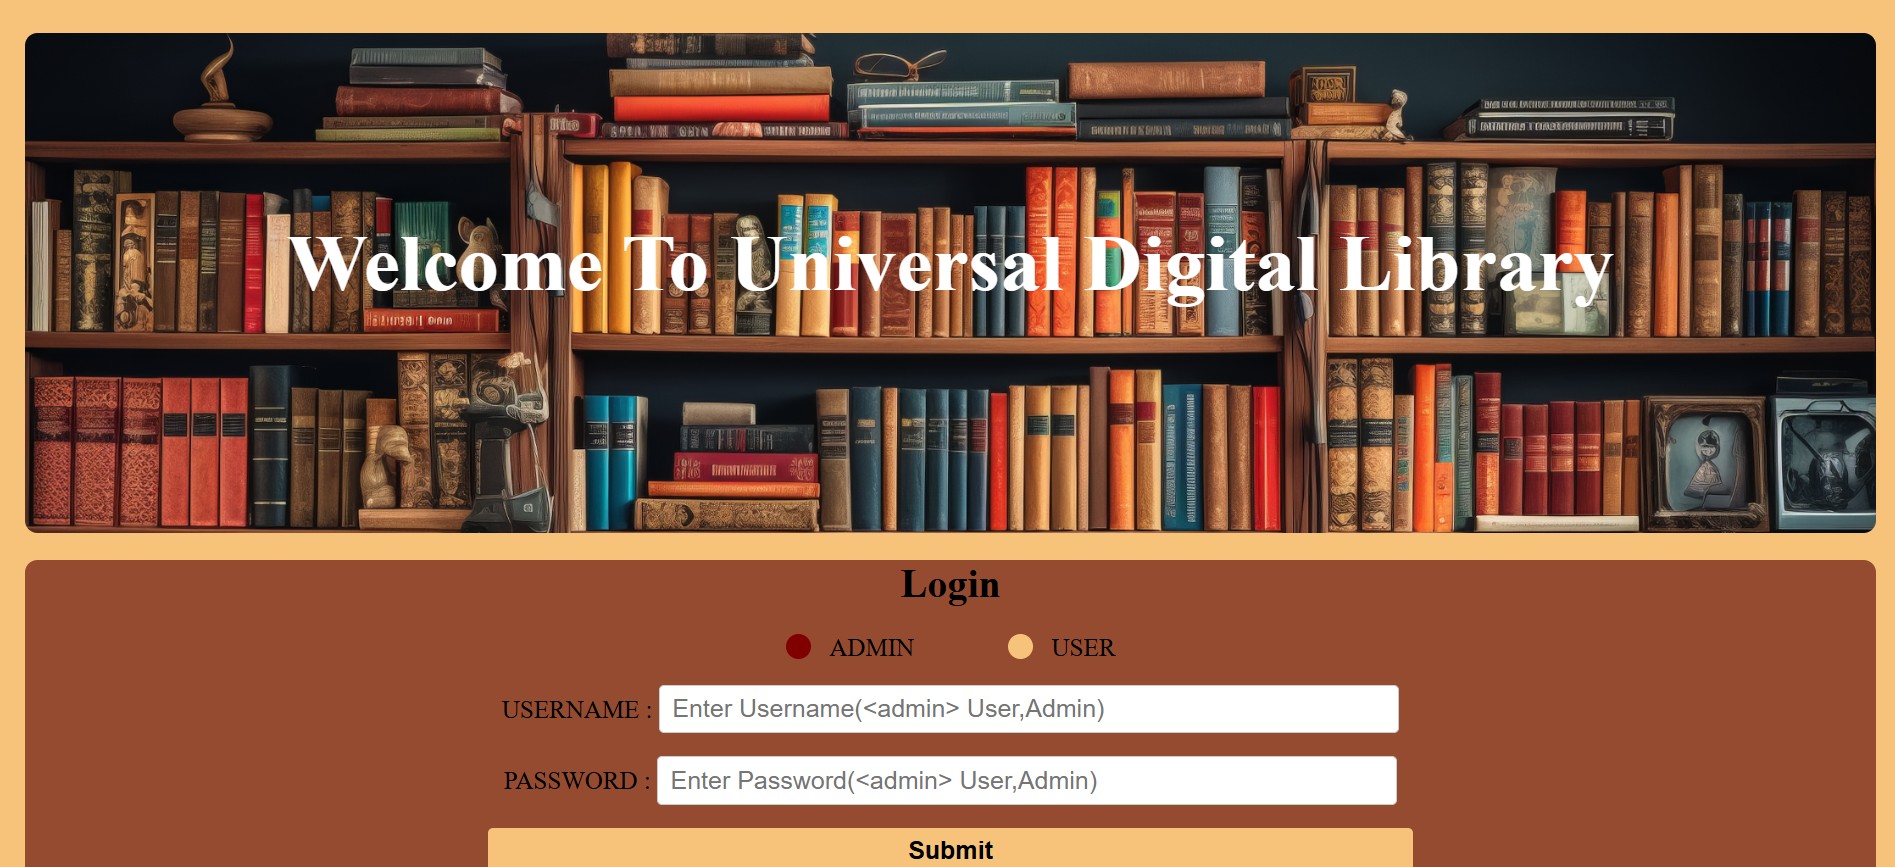 Welcome To Universal Digital Library
Login
ADMIN USER
USERNAME : Enter Username(<admin> User,Admin)
PASSWORD : Enter Password(<admin> User,Admin)
Submit